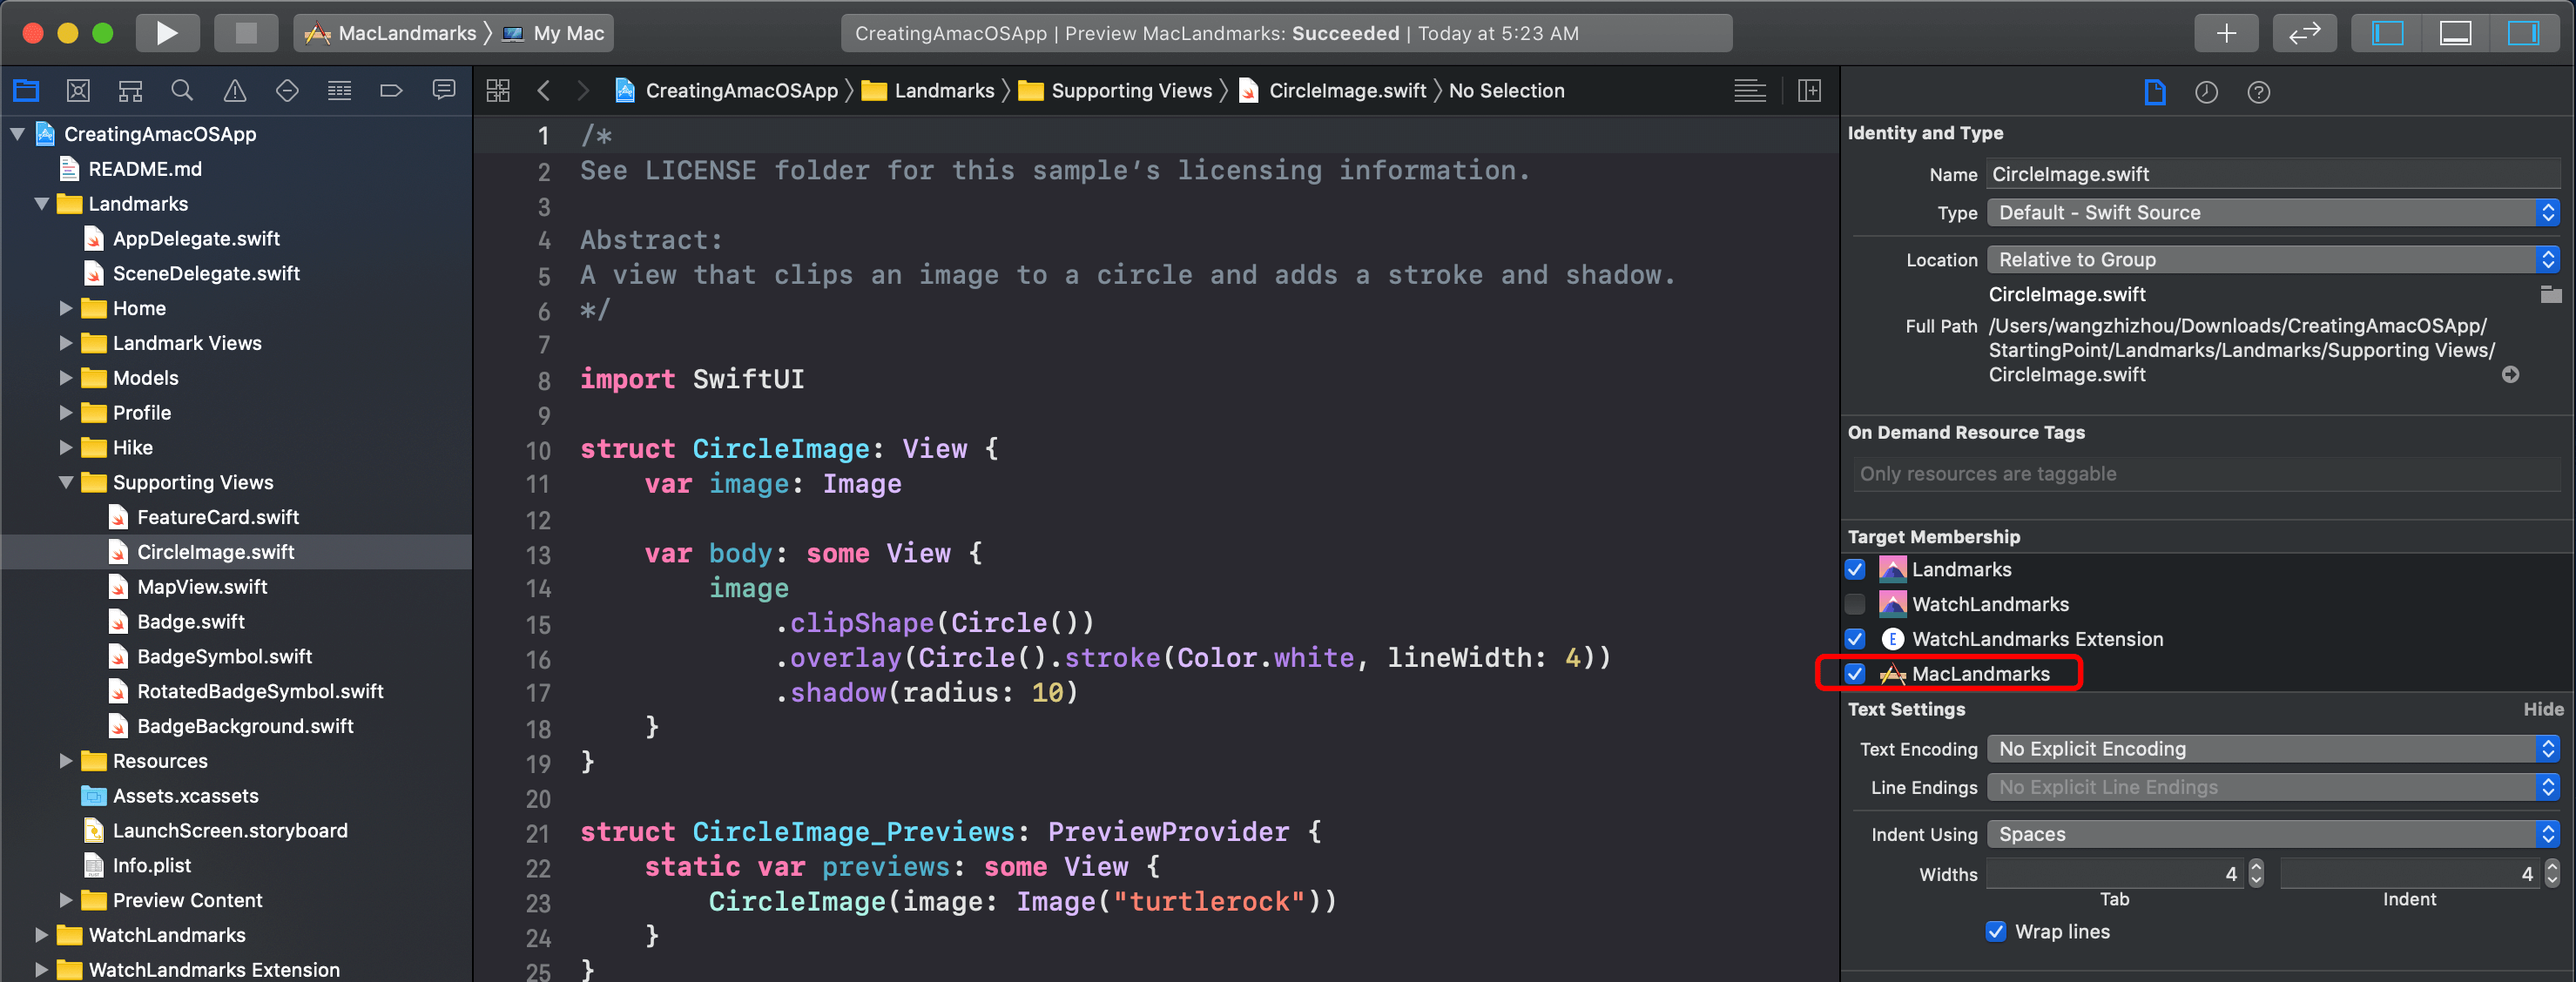 MacLandmarks 〉 My Mac
CreatingAmacOSApp | Preview MacLandmarks: Succeeded | Today at 5:23 AM
CreatingAmacOSApp 〉 Landmarks 〉 Supporting Views 〉 CircleImage.swift 〉 No Selection
CreatingAmacOSApp
README.md
Landmarks
AppDelegate.swift
SceneDelegate.swift
Home
Landmark Views
Models
Profile
Hike
Supporting Views
FeatureCard.swift
CircleImage.swift
MapView.swift
Badge.swift
BadgeSymbol.swift
RotatedBadgeSymbol.swift
BadgeBackground.swift
Resources
Assets.xcassets
LaunchScreen.storyboard
Info.plist
Preview Content
WatchLandmarks
WatchLandmarks Extension
1 /*
2 See LICENSE folder for this sample’s licensing information.
3
4 Abstract:
5 A view that clips an image to a circle and adds a stroke and shadow.
6 */
7
8 import SwiftUI
9
10 struct CircleImage: View {
11     var image: Image
12
13     var body: some View {
14         image
15             .clipShape(Circle())
16             .overlay(Circle().stroke(Color.white, lineWidth: 4))
17             .shadow(radius: 10)
18     }
19 }
20
21 struct CircleImage_Previews: PreviewProvider {
22     static var previews: some View {
23         CircleImage(image: Image("turtlerock"))
24     }
25 }
Identity and Type
Name CircleImage.swift
Type Default - Swift Source
Location Relative to Group
CircleImage.swift
Full Path /Users/wangzhizhou/Downloads/CreatingAmacOSApp/
StartingPoint/Landmarks/Landmarks/Supporting Views/
CircleImage.swift
On Demand Resource Tags
Only resources are taggable
Target Membership
Landmarks
WatchLandmarks
E WatchLandmarks Extension
MacLandmarks
Text Settings Hide
Text Encoding No Explicit Encoding
Line Endings No Explicit Line Endings
Indent Using Spaces
Widths 4 4
Tab Indent
Wrap lines